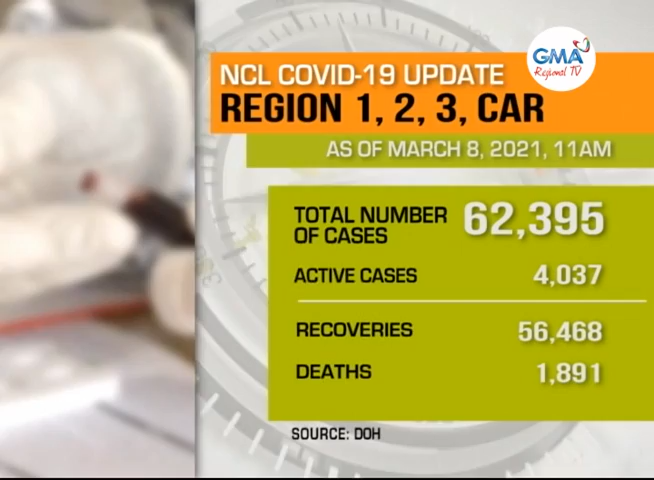 GMA
Regional TV
NCL COVID-19 UPDATE
REGION 1, 2, 3, CAR
AS OF MARCH 8, 2021, 11AM
TOTAL NUMBER 62,395
OF CASES
ACTIVE CASES 4,037
RECOVERIES 56,468
DEATHS 1,891
SOURCE: DOH